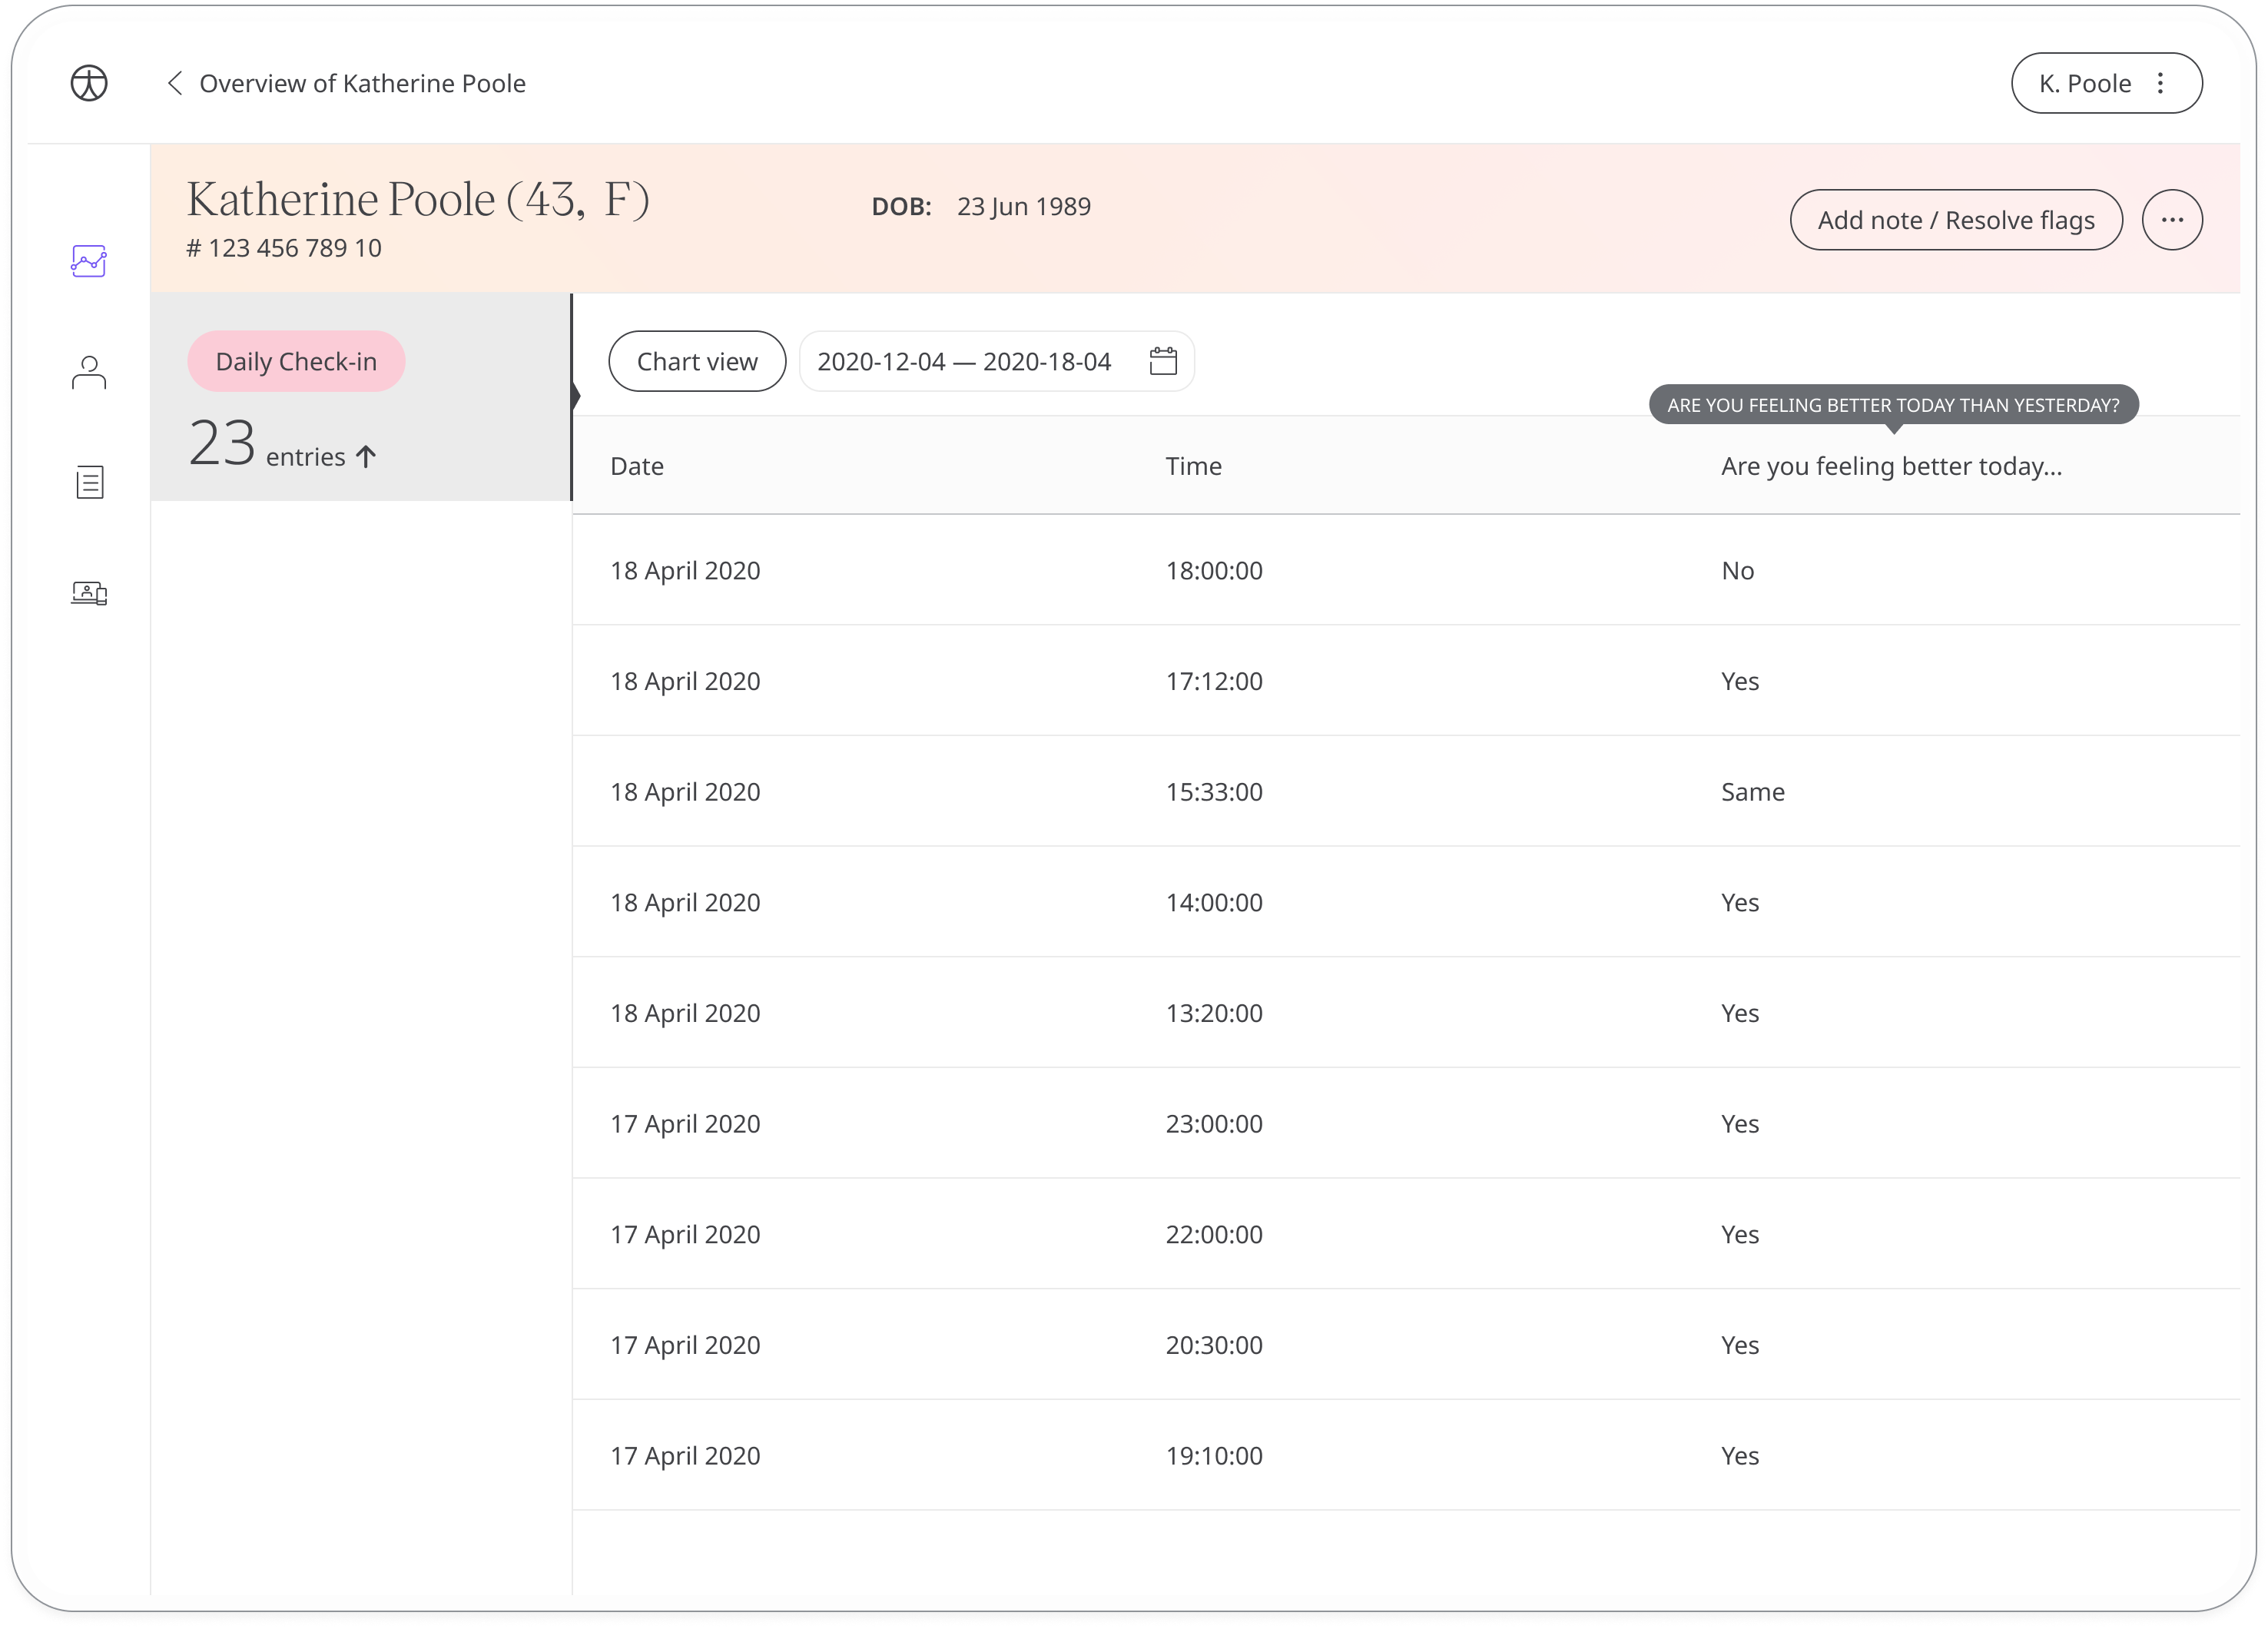 Overview of Katherine Poole
K. Poole
Katherine Poole (43, F)
DOB: 23 Jun 1989
# 123 456 789 10
Add note / Resolve flags
Daily Check-in
23 entries
Chart view
2020-12-04 — 2020-18-04
ARE YOU FEELING BETTER TODAY THAN YESTERDAY?
Date Time Are you feeling better today...
18 April 2020 18:00:00 No
18 April 2020 17:12:00 Yes
18 April 2020 15:33:00 Same
18 April 2020 14:00:00 Yes
18 April 2020 13:20:00 Yes
17 April 2020 23:00:00 Yes
17 April 2020 22:00:00 Yes
17 April 2020 20:30:00 Yes
17 April 2020 19:10:00 Yes